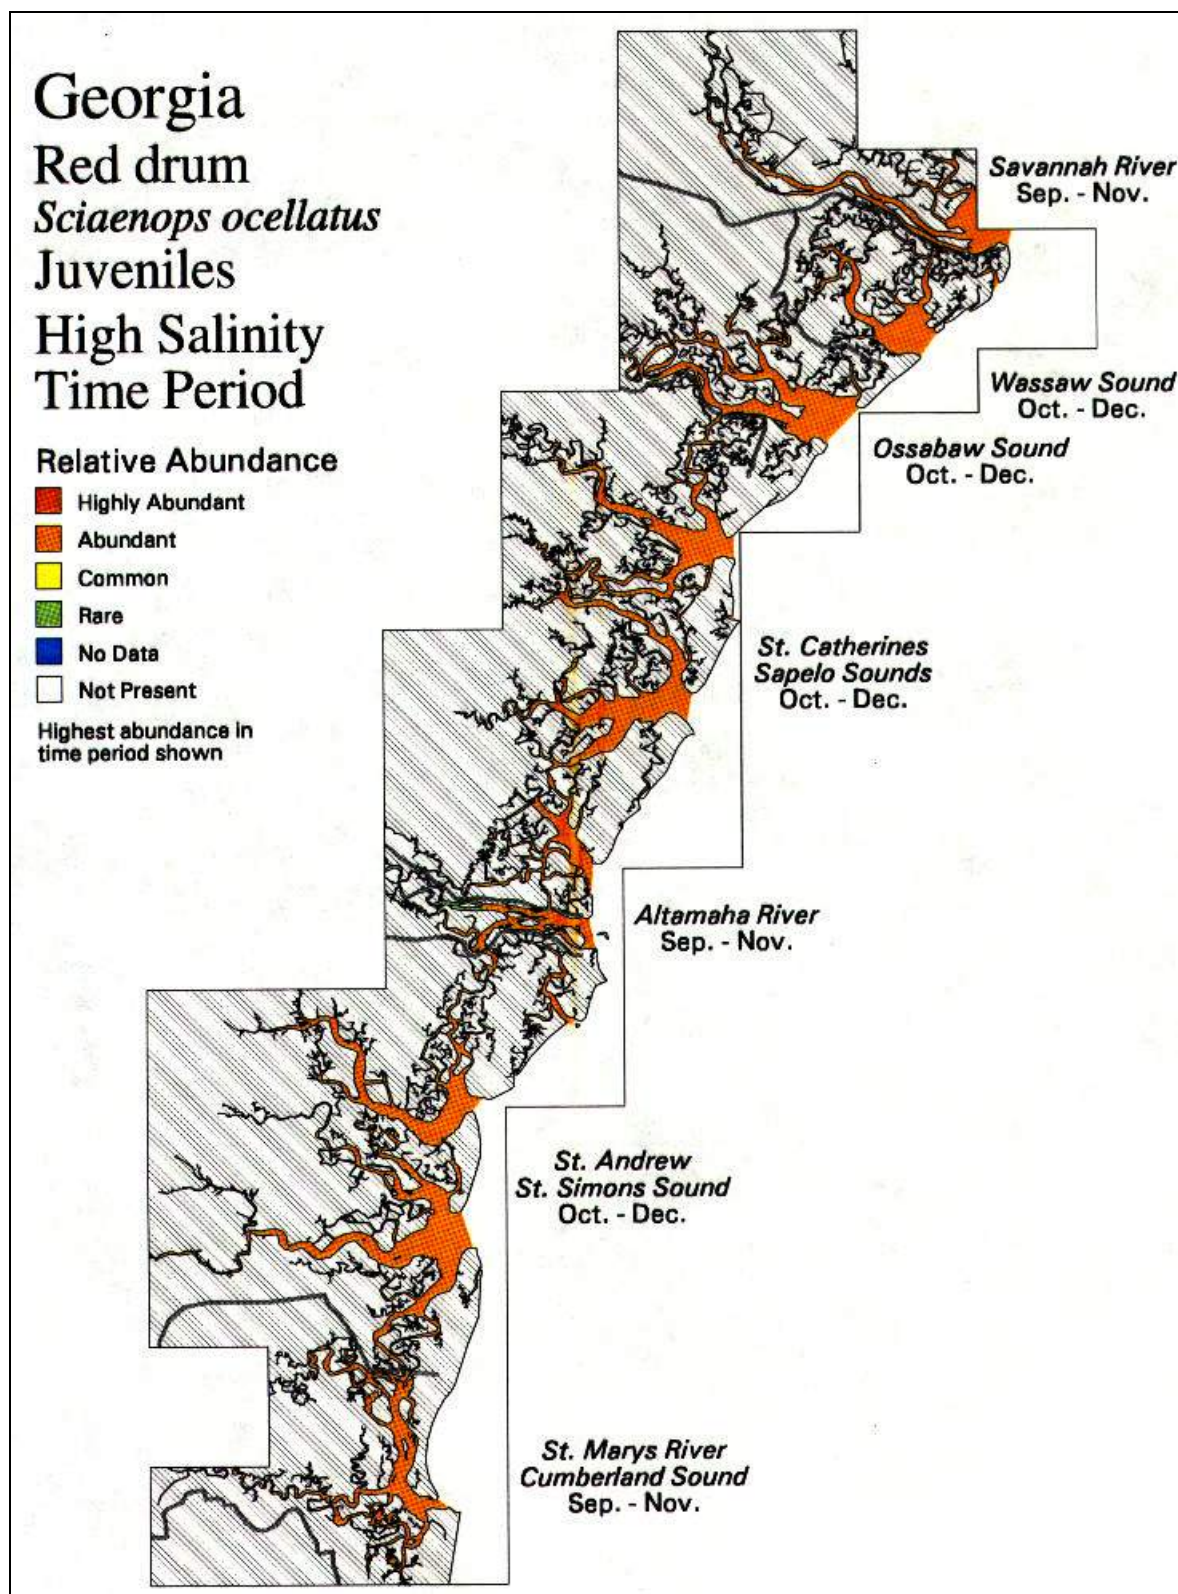 Georgia
Red drum
Sciaenops ocellatus
Juveniles
High Salinity
Time Period
Relative Abundance
Highly Abundant
Abundant
Common
Rare
No Data
Not Present
Highest abundance in
time period shown
Savannah River
Sep. - Nov.
Wassaw Sound
Oct. - Dec.
Ossabaw Sound
Oct. - Dec.
St. Catherines
Sapelo Sounds
Oct. - Dec.
Altamaha River
Sep. - Nov.
St. Andrew
St. Simons Sound
Oct. - Dec.
St. Marys River
Cumberland Sound
Sep. - Nov.